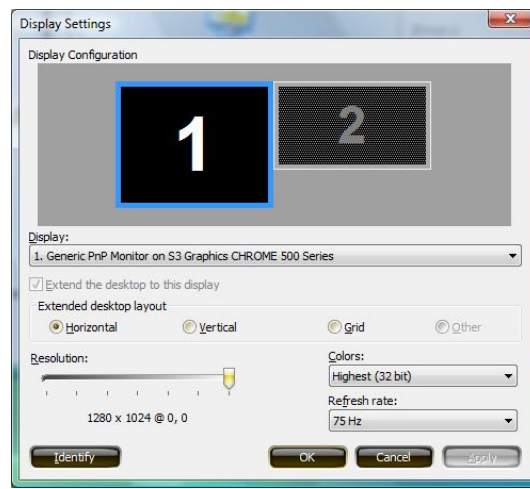 Display Settings
Display Configuration
1
2
Display:
1. Generic PnP Monitor on S3 Graphics CHROME 500 Series
Extend the desktop to this display
Extended desktop layout
Horizontal Vertical Grid Other
Resolution: Colors:
Highest (32 bit)
Refresh rate:
1280 x 1024 @ 0, 0 75 Hz
Identify OK Cancel Apply